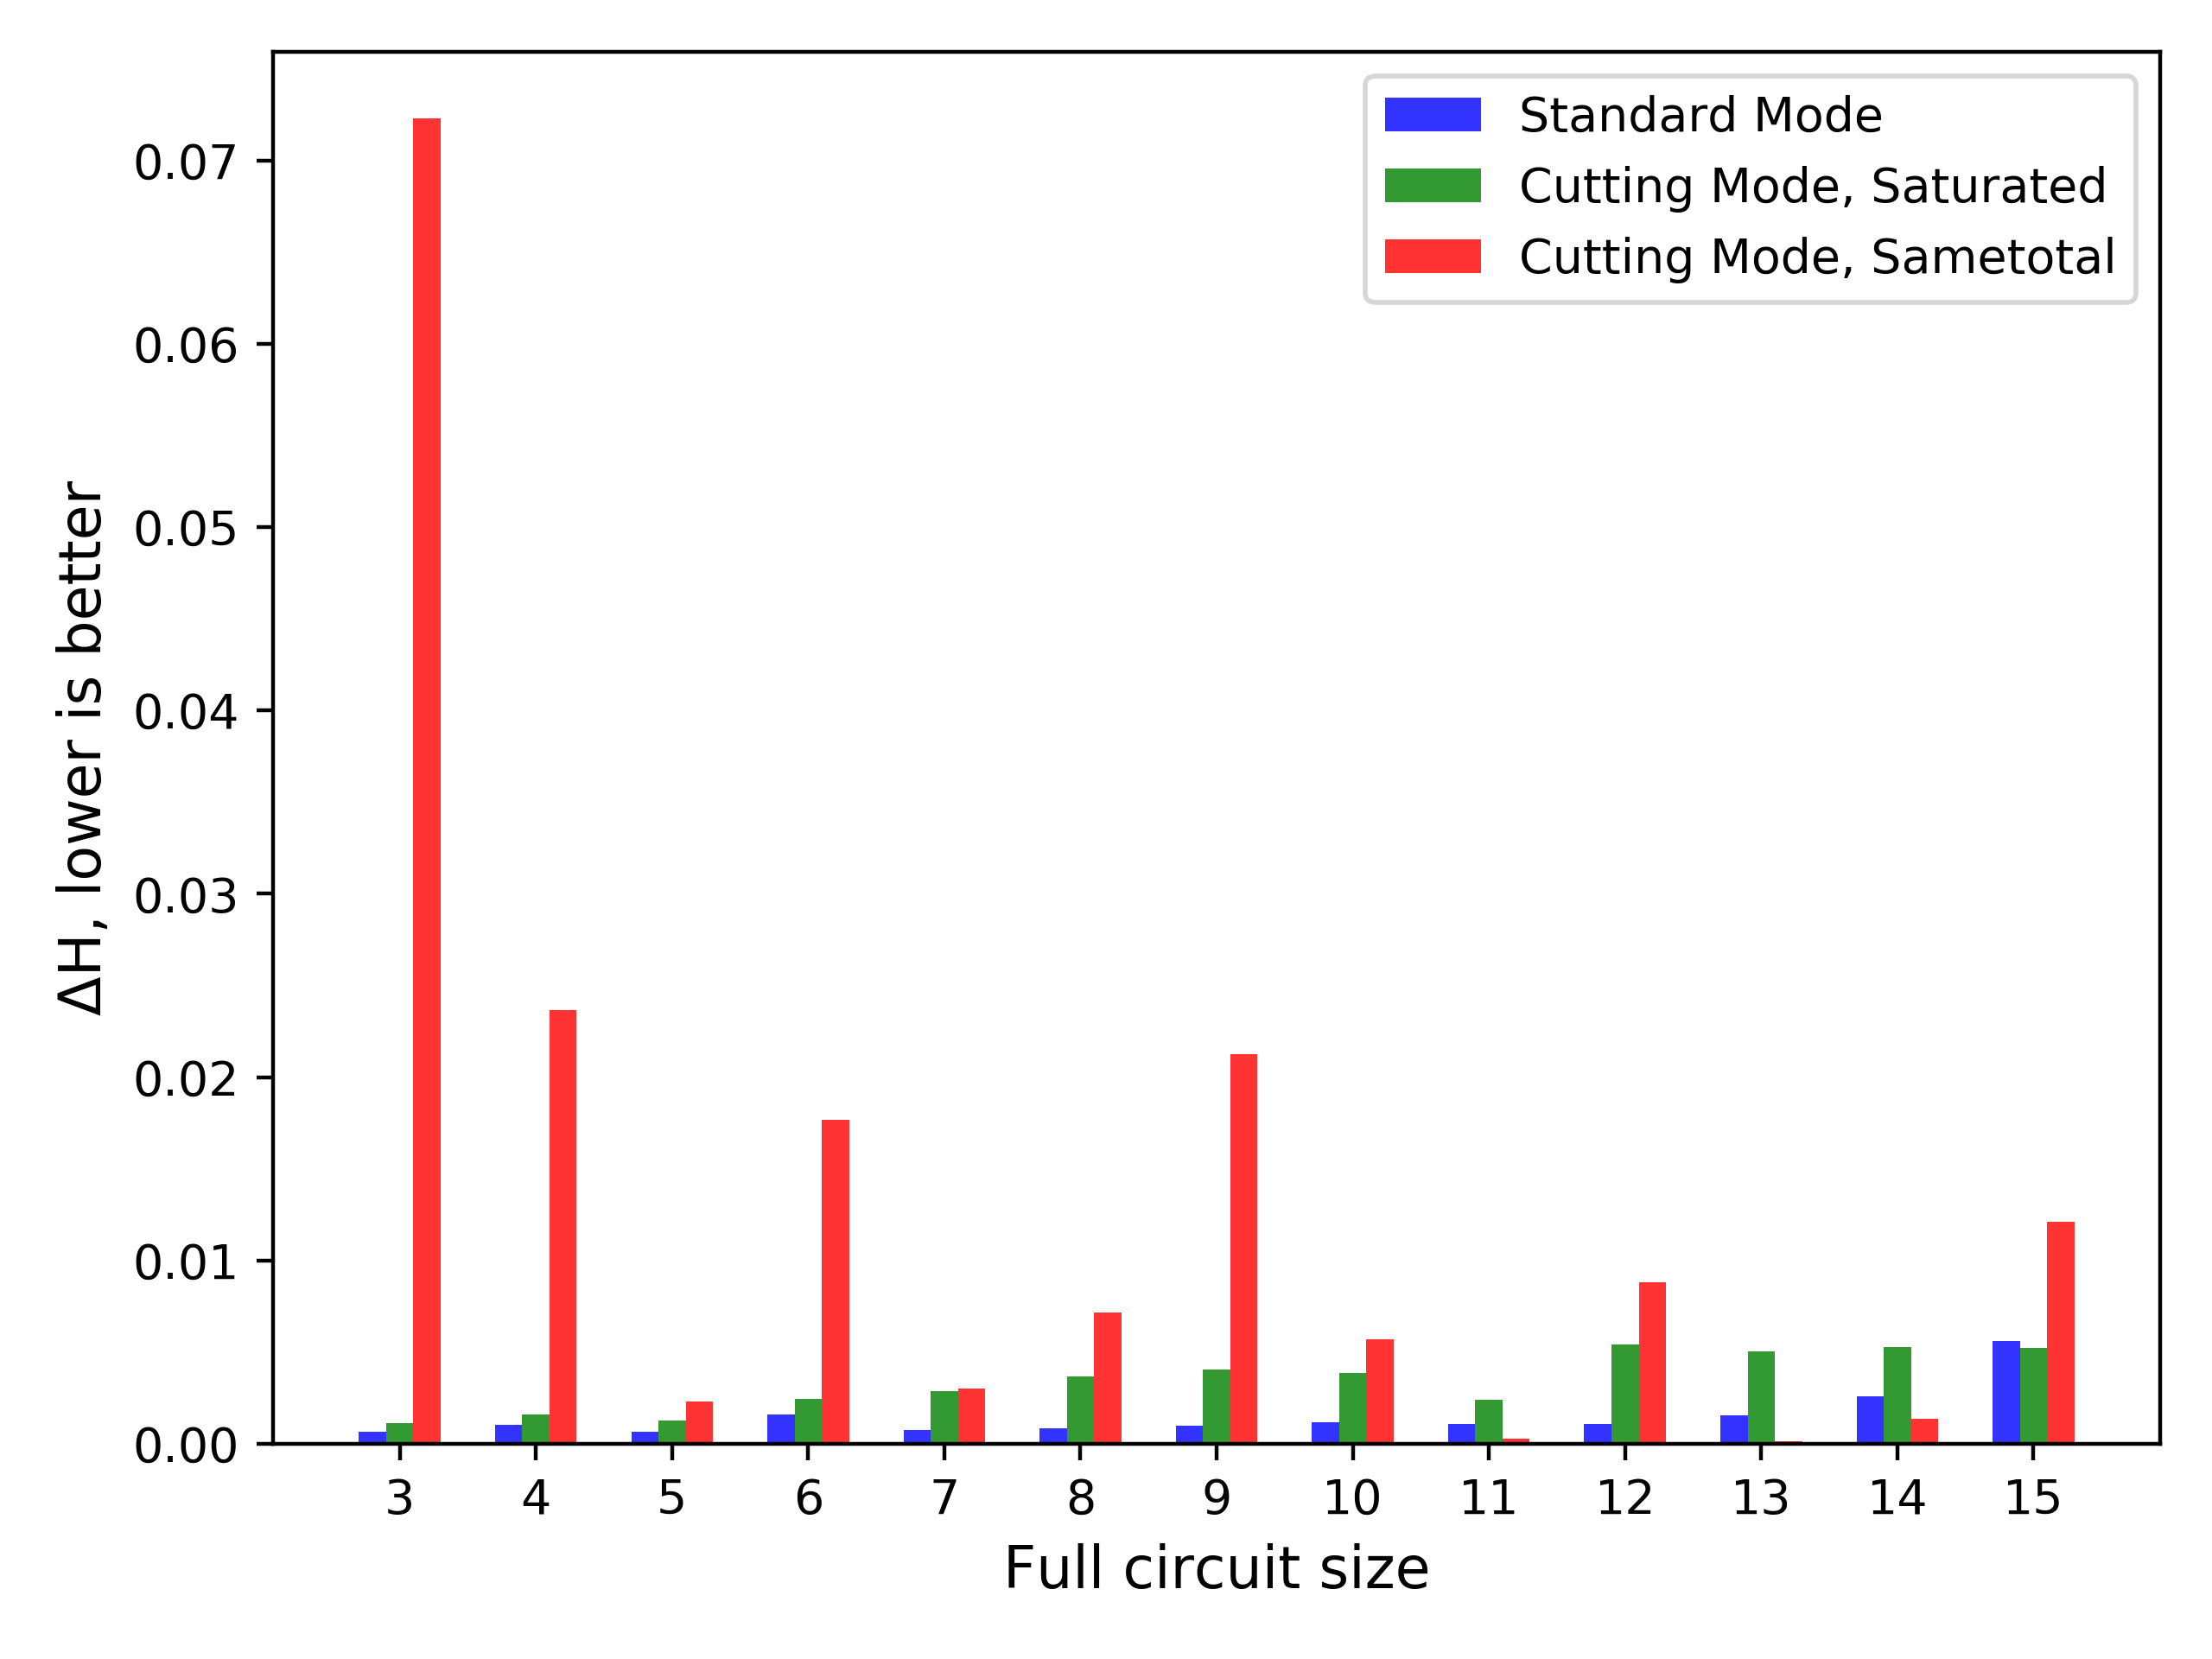 Standard Mode
Cutting Mode, Saturated
Cutting Mode, Sametotal
0.07
0.06
0.05
0.04
0.03
0.02
0.01
0.00
ΔH, lower is better
3 4 5 6 7 8 9 10 11 12 13 14 15
Full circuit size